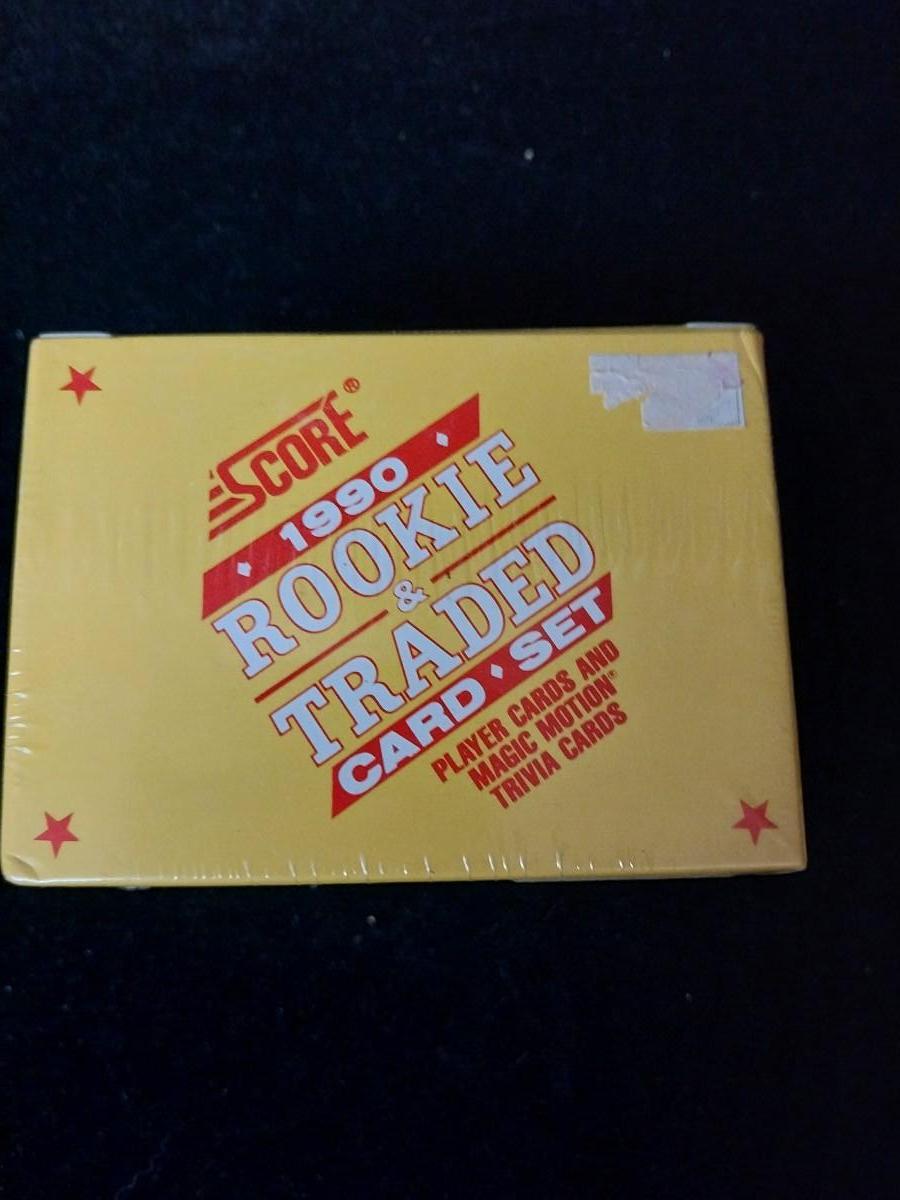 SCORE®
1990
ROOKIE
&
TRADED
CARD SET
PLAYER CARDS AND
MAGIC MOTION®
TRIVIA CARDS